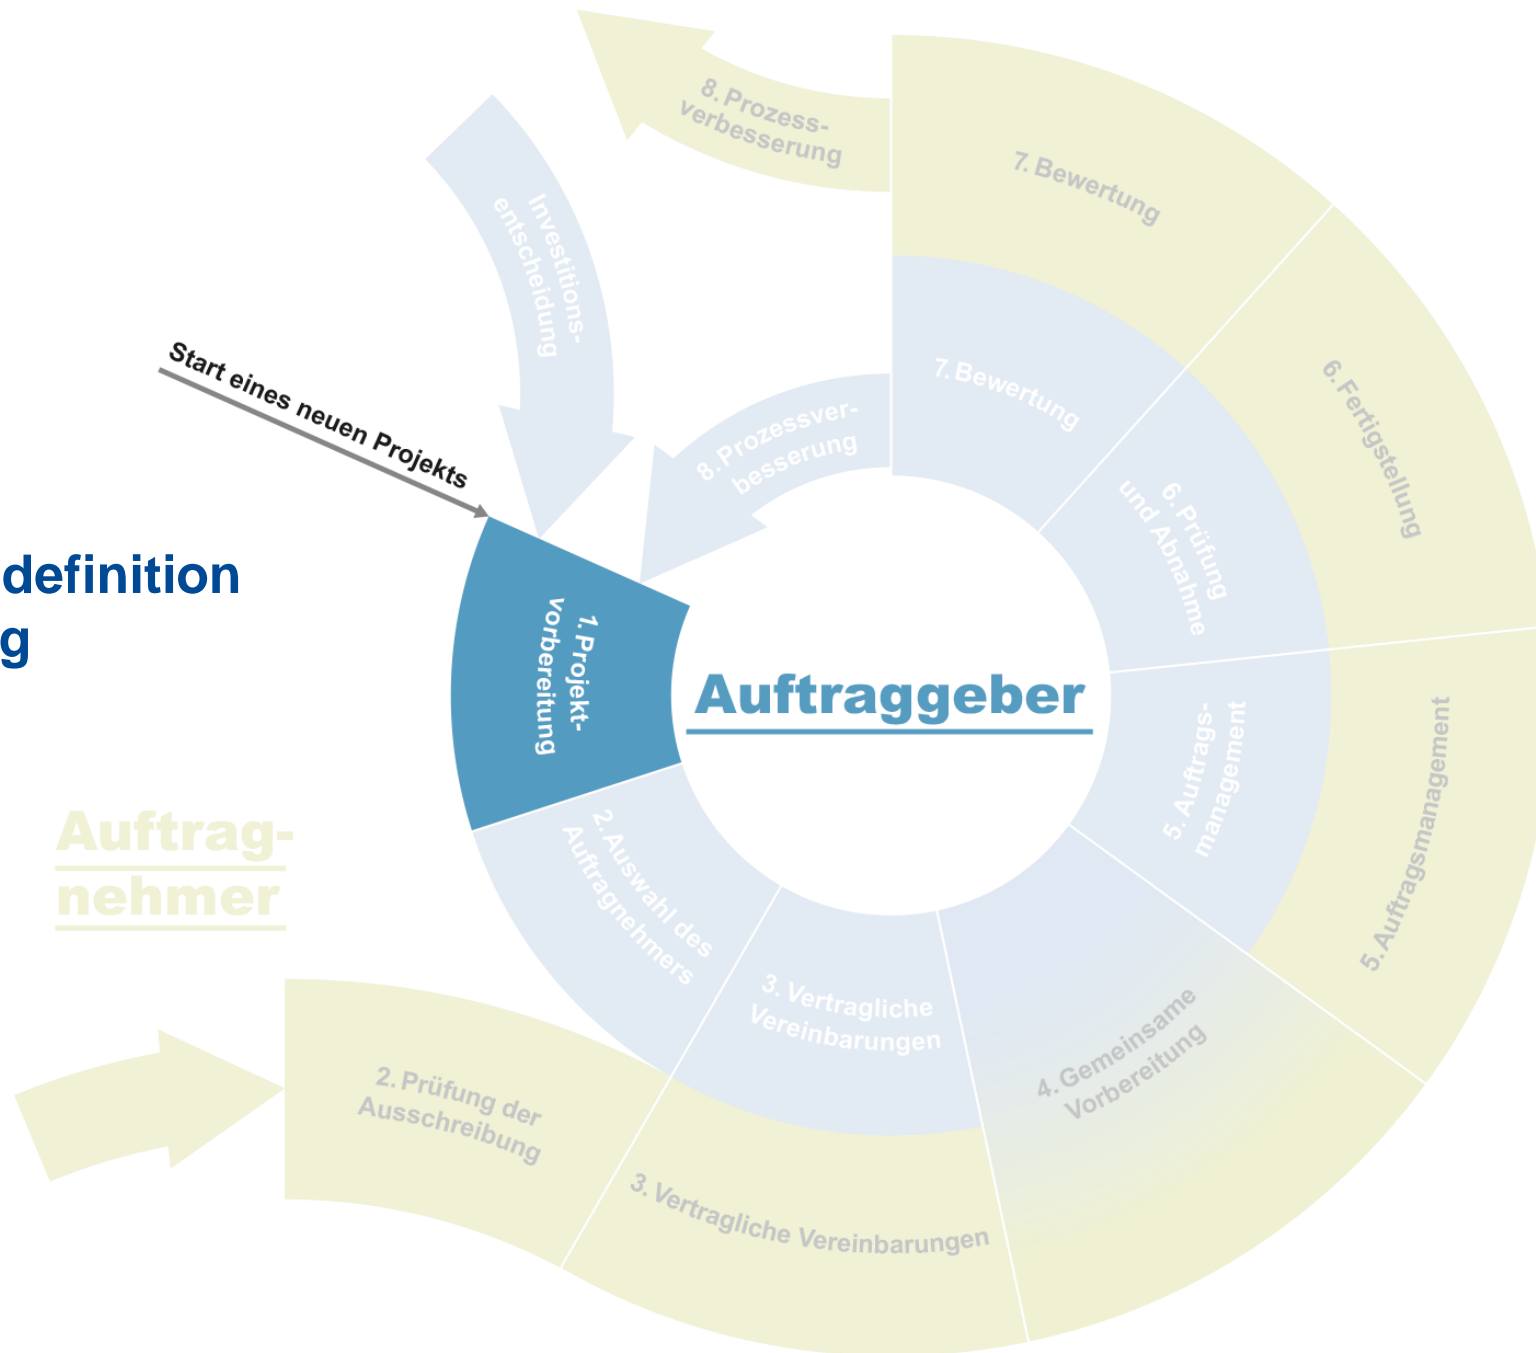 8. Prozess-
verbesserung
7. Bewertung
Investitions-
entscheidung
6. Fertigstellung
Start eines neuen Projekts
7. Bewertung
8. Prozessver-
besserung
6. Prüfung
und Abnahme
definition
g
1. Projekt-
vorbereitung
Auftraggeber
5. Auftrags-
management
5. Auftragsmanagement
Auftrag-
nehmer
2. Auswahl des
Auftragnehmers
3. Vertragliche
Vereinbarungen
4. Gemeinsame
Vorbereitung
2. Prüfung der
Ausschreibung
3. Vertragliche Vereinbarungen